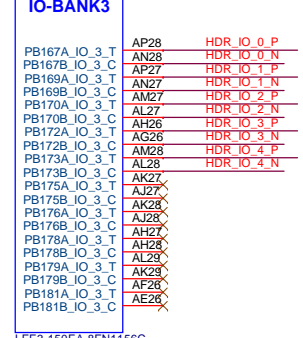 IO-BANK3
PB167A_IO_3_T AP28 HDR_IO_0_P
PB167B_IO_3_C AN28 HDR_IO_0_N
PB169A_IO_3_T AP27 HDR_IO_1_P
PB169B_IO_3_C AN27 HDR_IO_1_N
PB170A_IO_3_T AM27 HDR_IO_2_P
PB170B_IO_3_C AL27 HDR_IO_2_N
PB172A_IO_3_T AH26 HDR_IO_3_P
PB172B_IO_3_C AG26 HDR_IO_3_N
PB173A_IO_3_T AM28 HDR_IO_4_P
PB173B_IO_3_C AL28 HDR_IO_4_N
PB175A_IO_3_T AK27
PB175B_IO_3_C AJ27
PB176A_IO_3_T AK28
PB176B_IO_3_C AJ28
PB178A_IO_3_T AH27
PB178B_IO_3_C AH28
PB179A_IO_3_T AL29
PB179B_IO_3_C AK29
PB181A_IO_3_T AF26
PB181B_IO_3_C AE26